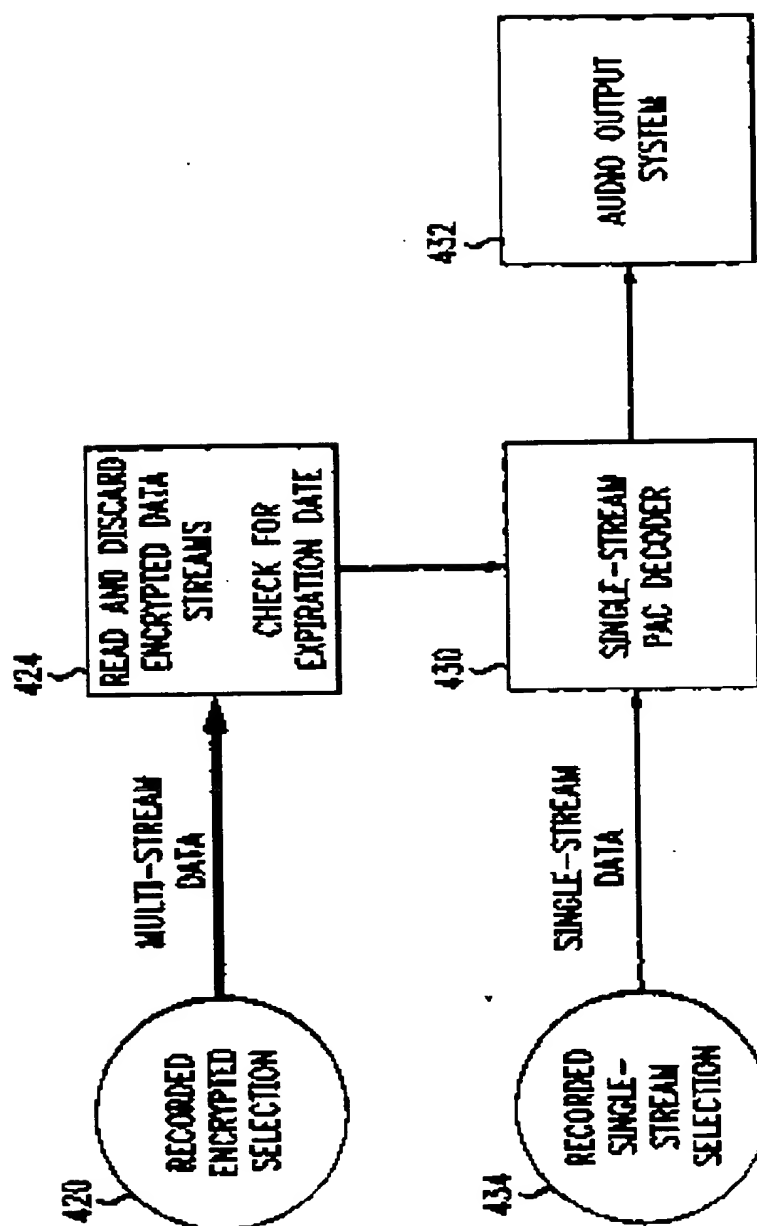 420
RECORDED
ENCRYPTED
SELECTION
MULTI-STREAM
DATA
424
READ AND DISCARD
ENCRYPTED DATA
STREAMS
CHECK FOR
EXPIRATION DATE
434
RECORDED
SINGLE-
STREAM
SELECTION
SINGLE-STREAM
DATA
430
SINGLE-STREAM
PAC DECODER
432
AUDIO OUTPUT
SYSTEM